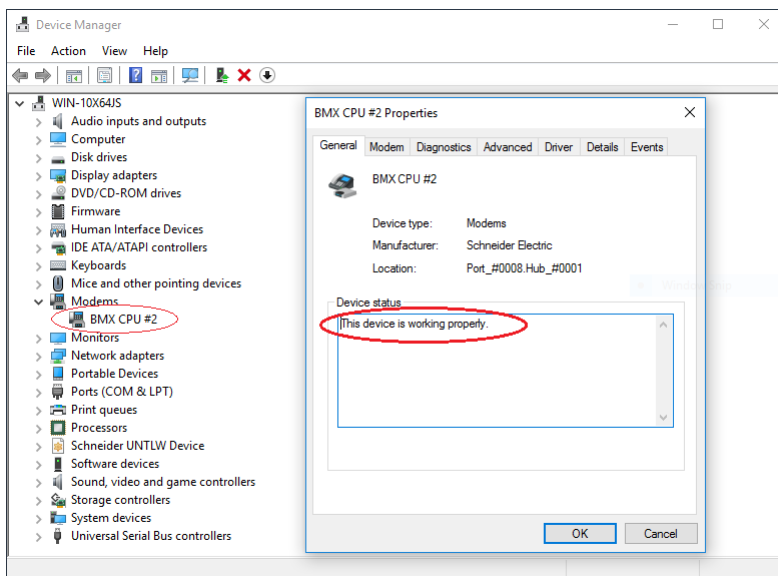 Device Manager
File Action View Help
WIN-10X64JS
Audio inputs and outputs
Computer
Disk drives
Display adapters
DVD/CD-ROM drives
Firmware
Human Interface Devices
IDE ATA/ATAPI controllers
Keyboards
Mice and other pointing devices
Modems
BMX CPU #2
Monitors
Network adapters
Portable Devices
Ports (COM & LPT)
Print queues
Processors
Schneider UNTLW Device
Software devices
Sound, video and game controllers
Storage controllers
System devices
Universal Serial Bus controllers
BMX CPU #2 Properties
General Modem Diagnostics Advanced Driver Details Events
BMX CPU #2
Device type: Modems
Manufacturer: Schneider Electric
Location: Port_#0008.Hub_#0001
Device status
This device is working properly.
OK Cancel